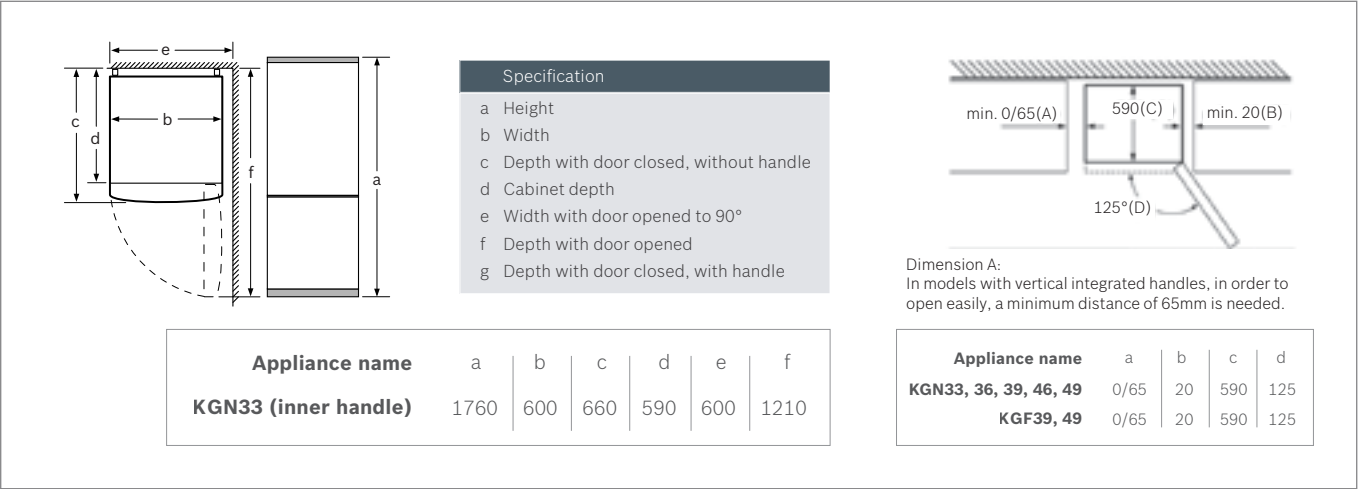 e
c
d
b
f
a
Specification
a Height
b Width
c Depth with door closed, without handle
d Cabinet depth
e Width with door opened to 90°
f Depth with door opened
g Depth with door closed, with handle
min. 0/65(A)
590(C)
min. 20(B)
125°(D)
Dimension A:
In models with vertical integrated handles, in order to
open easily, a minimum distance of 65mm is needed.
Appliance name a b c d e f
KGN33 (inner handle) 1760 600 660 590 600 1210
Appliance name a b c d
KGN33, 36, 39, 46, 49 0/65 20 590 125
KGF39, 49 0/65 20 590 125